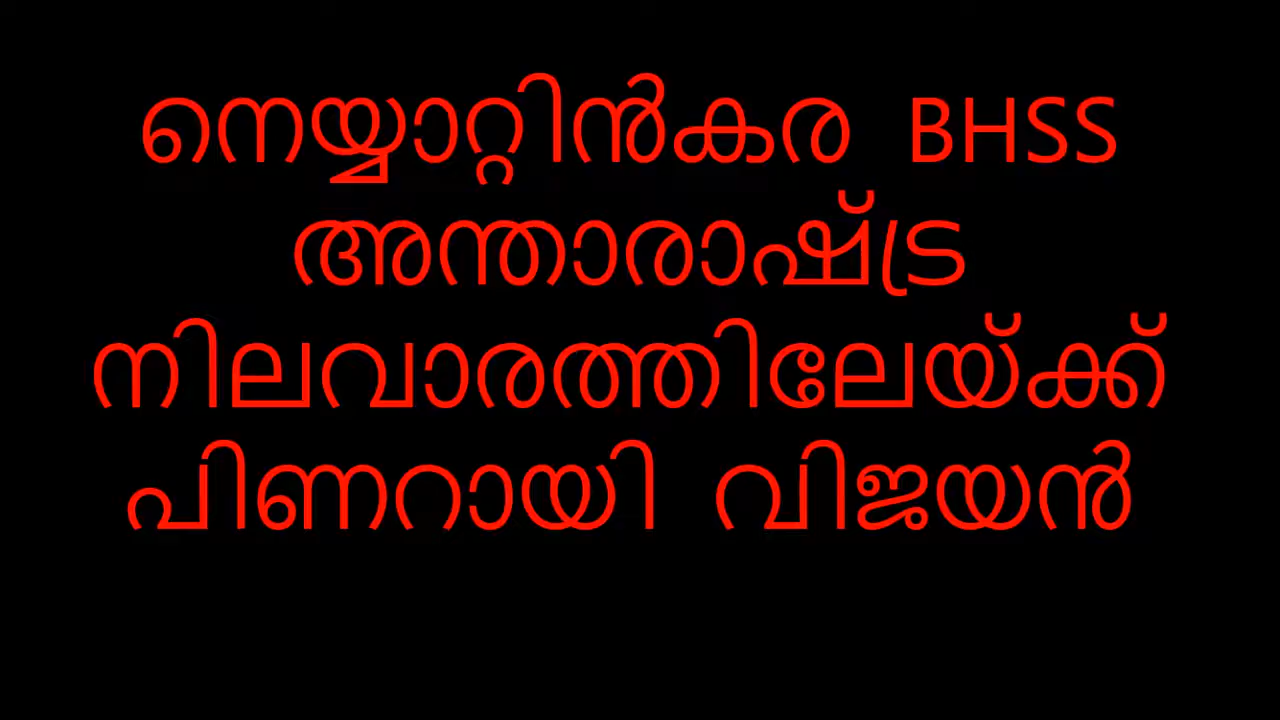 നെയ്യാറ്റിൻകര BHSS
അന്താരാഷ്ട്ര
നിലവാരത്തിലേയ്ക്ക്
പിണറായി വിജയൻ